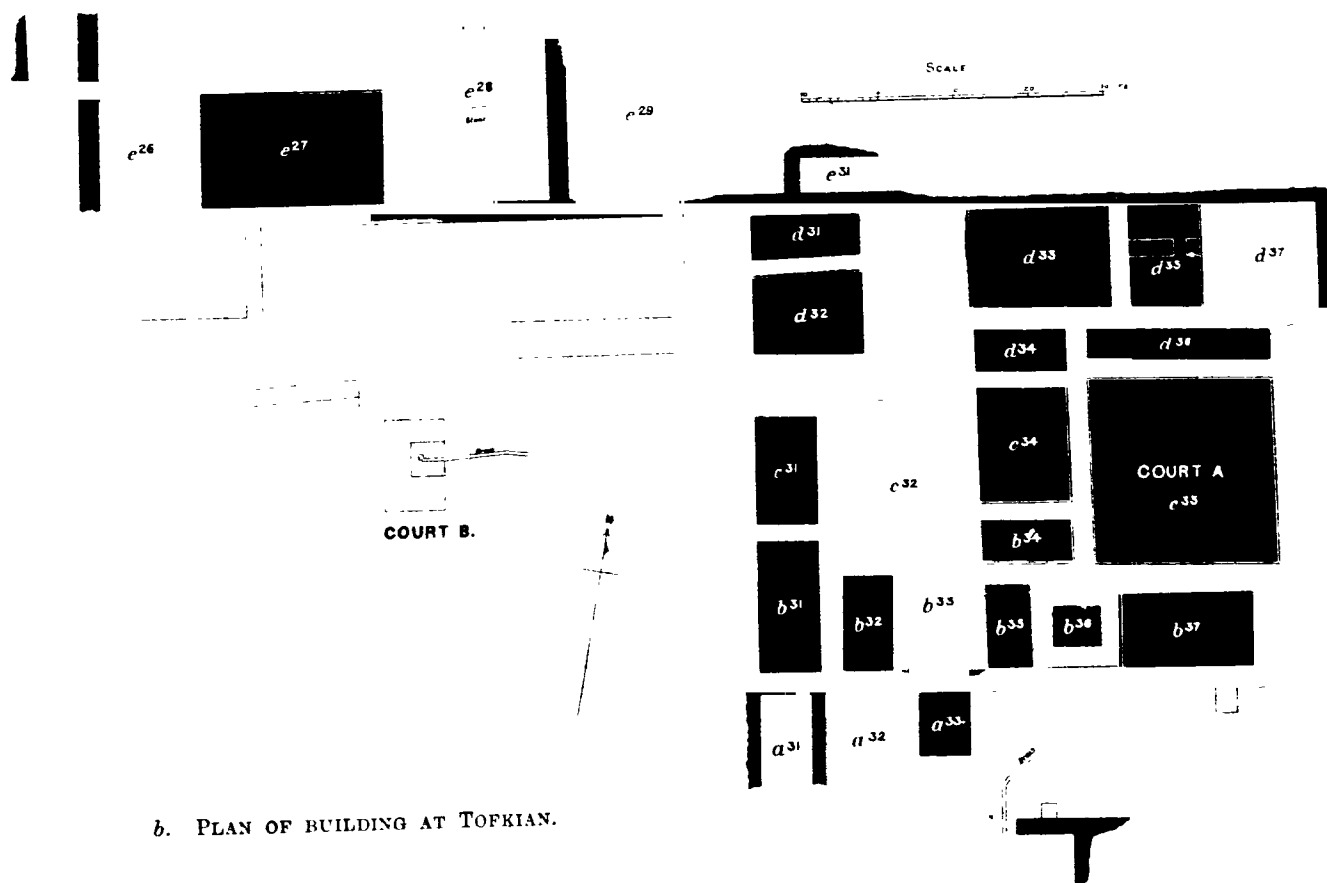 SCALE
e28
e29
e26
e27
e31
d31
d33
d35
d37
d32
d34
d36
c31
c32
c34
COURT A
c35
COURT B.
N
b34
b31
b32
b33
b35
b36
b37
a31
a32
a33
b. PLAN OF BUILDING AT TOFKIAN.